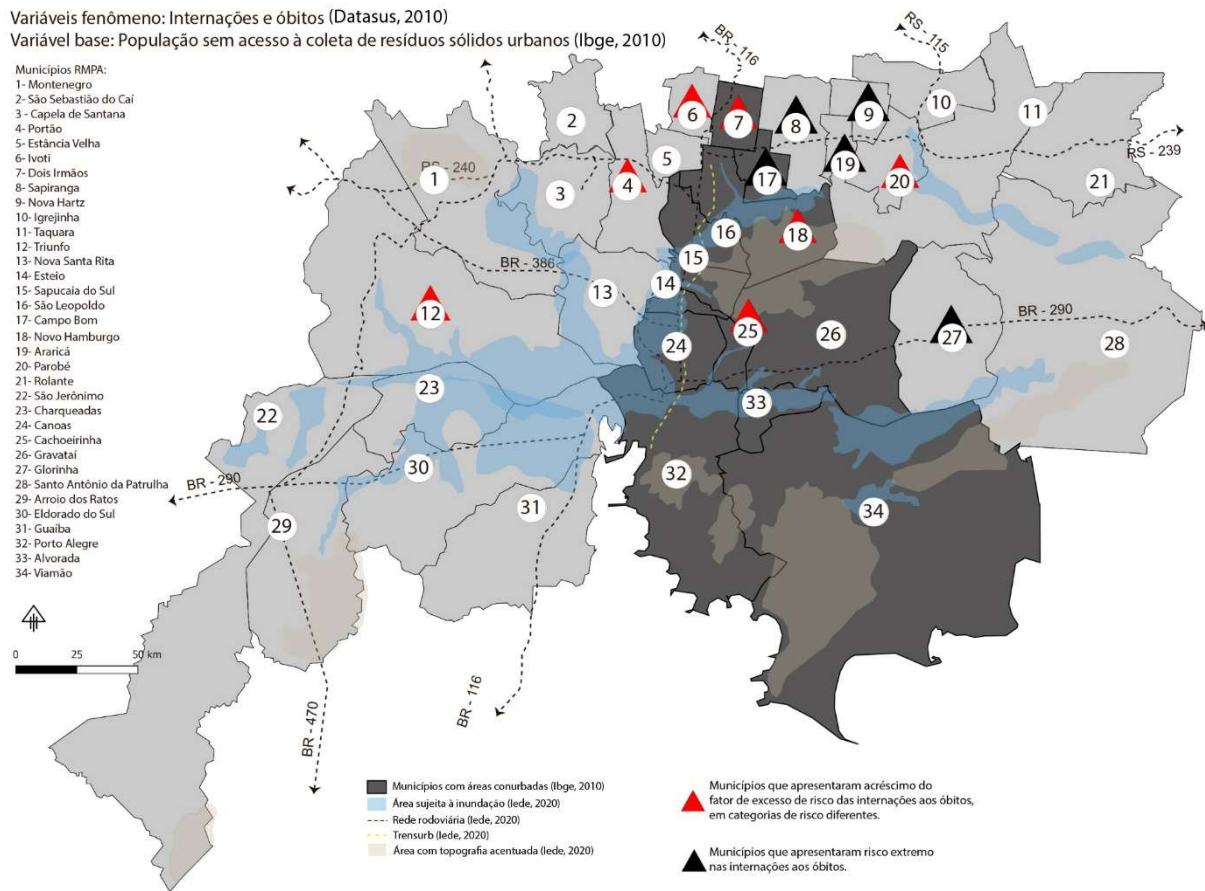 Variáveis fenômeno: Internações e óbitos (Datasus, 2010)
Variável base: População sem acesso à coleta de resíduos sólidos urbanos (Ibge, 2010)
Municípios RMPA:
1- Montenegro
2- São Sebastião do Caí
3 - Capela de Santana
4- Portão
5- Estância Velha
6- Ivoti
7- Dois Irmãos
8- Sapiranga
9- Nova Hartz
10- Igrejinha
11- Taquara
12- Triunfo
13- Nova Santa Rita
14- Esteio
15- Sapucaia do Sul
16- São Leopoldo
17- Campo Bom
18- Novo Hamburgo
19- Araricá
20- Parobé
21- Rolante
22- São Jerônimo
23- Charqueadas
24- Canoas
25- Cachoeirinha
26- Gravataí
27- Glorinha
28- Santo Antônio da Patrulha
29- Arroio dos Ratos
30- Eldorado do Sul
31- Guaíba
32- Porto Alegre
33- Alvorada
34- Viamão
0 25 50 km
BR - 116
RS - 115
2
6
7
8
9
10
11
5
19
RS - 239
RS - 240
1
3
4
17
20
21
16
18
15
BR - 386
14
13
12
25
26
27
BR - 290
28
24
23
33
22
30
32
BR - 290
31
34
29
BR - 116
BR - 470
Municípios com áreas conurbadas (Ibge, 2010)
Área sujeita à inundação (Iede, 2020)
Rede rodoviária (Iede, 2020)
Trensurb (Iede, 2020)
Área com topografia acentuada (Iede, 2020)
Municípios que apresentaram acréscimo do
fator de excesso de risco das internações aos óbitos,
em categorias de risco diferentes.
Municípios que apresentaram risco extremo
nas internações aos óbitos.